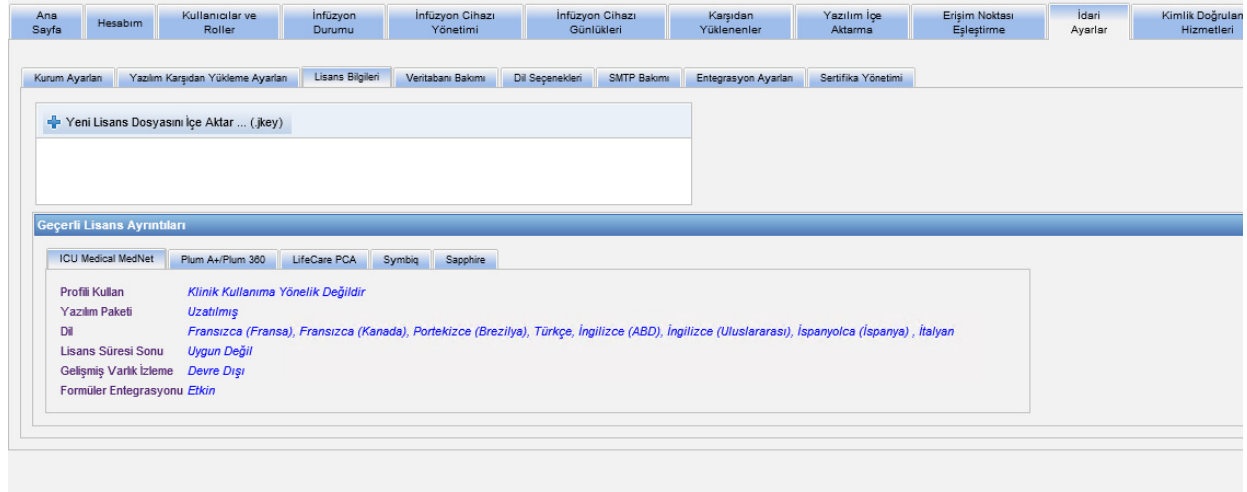 Ana Sayfa
Hesabım
Kullanıcılar ve Roller
İnfüzyon Durumu
İnfüzyon Cihazı Yönetimi
İnfüzyon Cihazı Günlükleri
Karşıdan Yüklenenler
Yazılım İçe Aktarma
Erişim Noktası Eşleştirme
İdari Ayarlar
Kimlik Doğrulam Hizmetleri
Kurum Ayarları
Yazılım Karşıdan Yükleme Ayarları
Lisans Bilgileri
Veritabanı Bakımı
Dil Seçenekleri
SMTP Bakımı
Entegrasyon Ayarları
Sertifika Yönetimi
Yeni Lisans Dosyasını İçe Aktar ... (.jkey)
Geçerli Lisans Ayrıntıları
ICU Medical MedNet
Plum A+/Plum 360
LifeCare PCA
Symbiq
Sapphire
Profili Kullan Klinik Kullanıma Yönelik Değildir
Yazılım Paketi Uzatılmış
Dil Fransızca (Fransa), Fransızca (Kanada), Portekizce (Brezilya), Türkçe, İngilizce (ABD), İngilizce (Uluslararası), İspanyolca (İspanya) , İtalyan
Lisans Süresi Sonu Uygun Değil
Gelişmiş Varlık İzleme Devre Dışı
Formüler Entegrasyonu Etkin